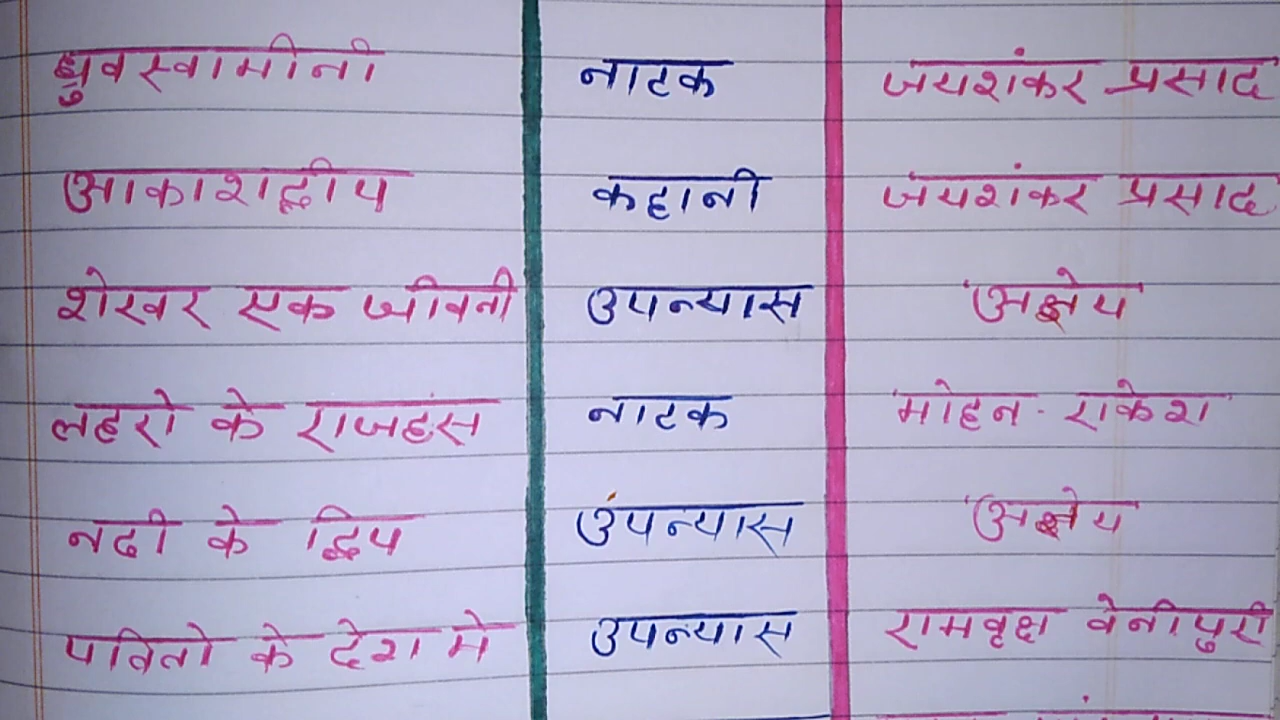 ध्रुवस्वामीनी नाटक जयशंकर प्रसाद
आकाशद्वीप कहानी जयशंकर प्रसाद
शेखर एक जीवनी उपन्यास 'अज्ञेय'
लहरो के राजहंस नाटक मोहन राकेश
नदी के द्विप उपन्यास 'अज्ञेय'
पतितो के देश मे उपन्यास रामवृक्ष वेनीपुरी